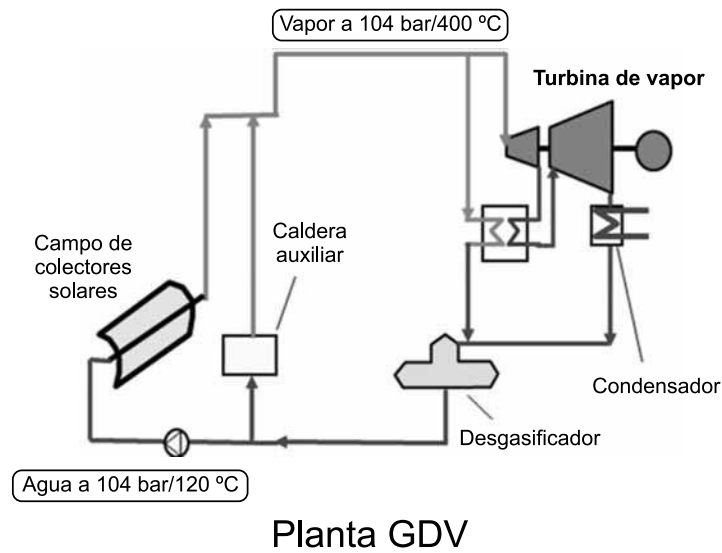 Vapor a 104 bar/400 ºC
Turbina de vapor
Campo de
colectores
solares
Caldera
auxiliar
Condensador
Desgasificador
Agua a 104 bar/120 ºC
Planta GDV